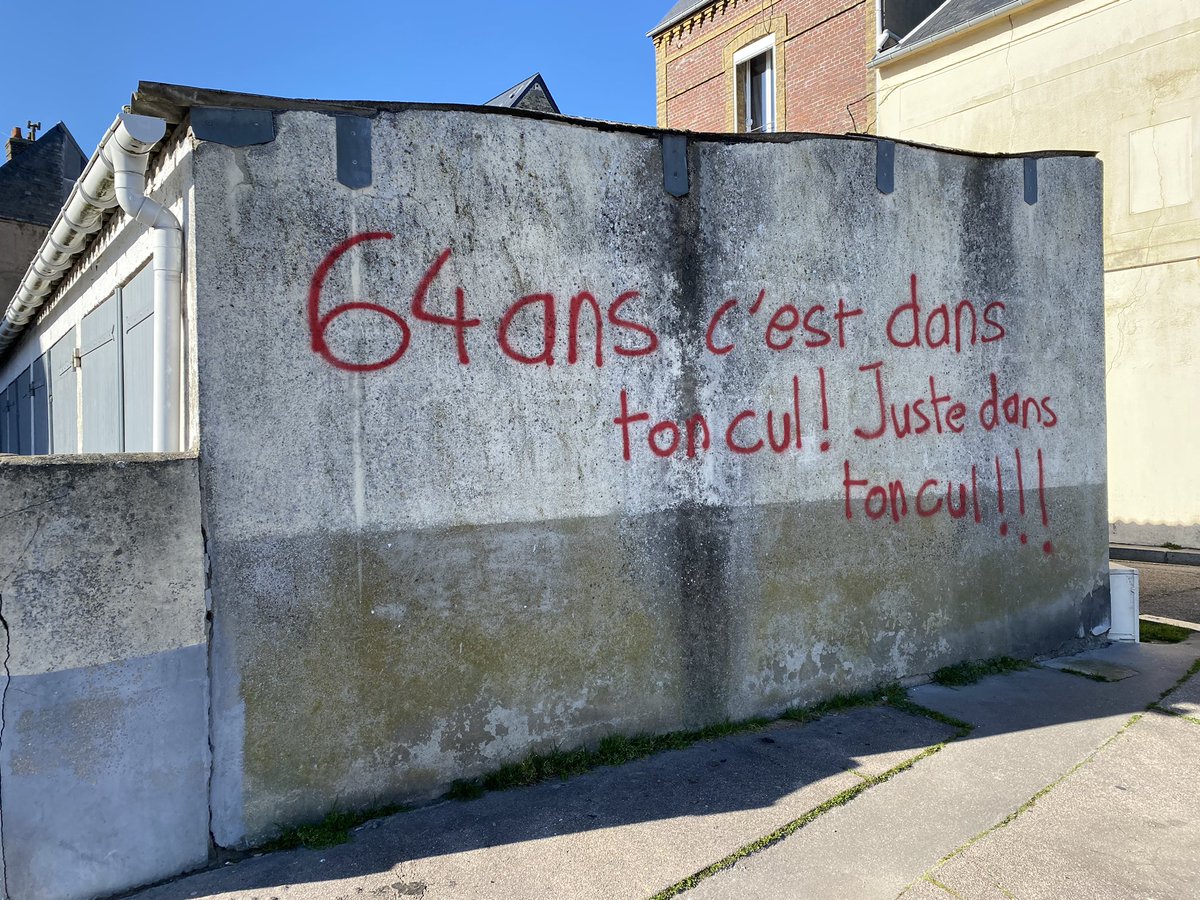 64 ans c'est dans
ton cul! Juste dans
ton cul!!!